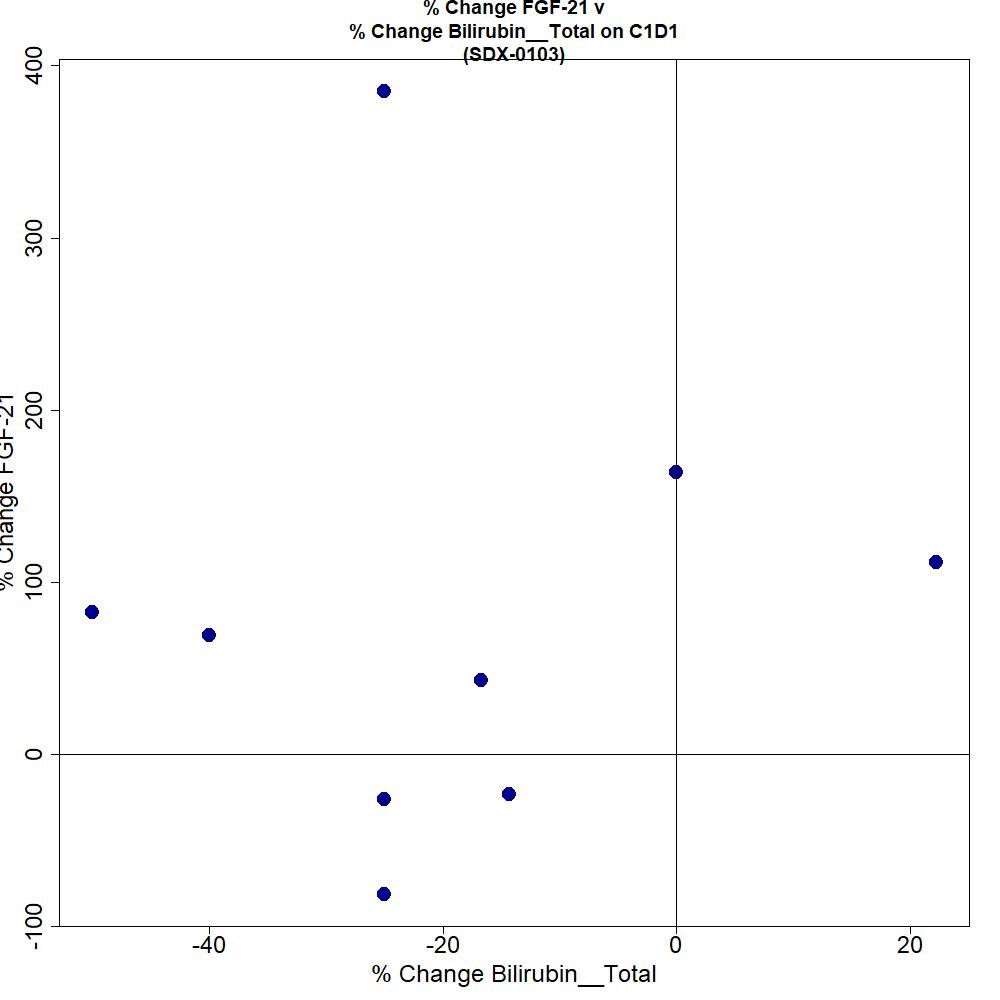 % Change FGF-21 v
% Change Bilirubin__Total on C1D1
(SDX-0103)
400
300
200
100
0
-100
% Change FGF-21
-40
-20
0
20
% Change Bilirubin__Total